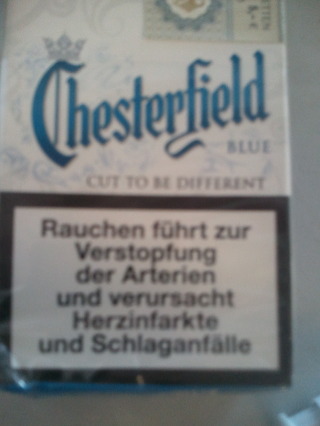 Chesterfield
BLUE
CUT TO BE DIFFERENT
Rauchen führt zur
Verstopfung
der Arterien
und verursacht
Herzinfarkte
und Schlaganfälle